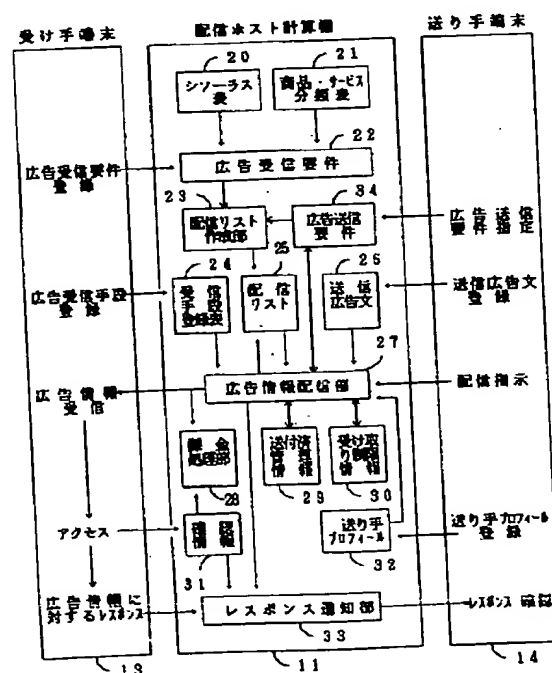 受け手端末
配信ホスト計算機
送り手端末
20
21
シソーラス
表
商品・サービス
分類表
22
広告受信要件
登録
広告受信要件
23
34
配信リスト
作成部
広告送信
要件
広告送信
要件指定
24
25
26
広告受信手段
登録
受信
手段
登録表
配信
リスト
送信
広告文
送信広告文
登録
27
広告情報
受信
広告情報配信部
配信指示
課金
処理部
送付済
管理
情報
受け取
り制限
情報
28
29
30
アクセス
情報
送り手
プロフィール
送り手プロフィール
登録
31
32
広告情報に
対するレスポンス
レスポンス通知部
レスポンス確認
33
13
11
14